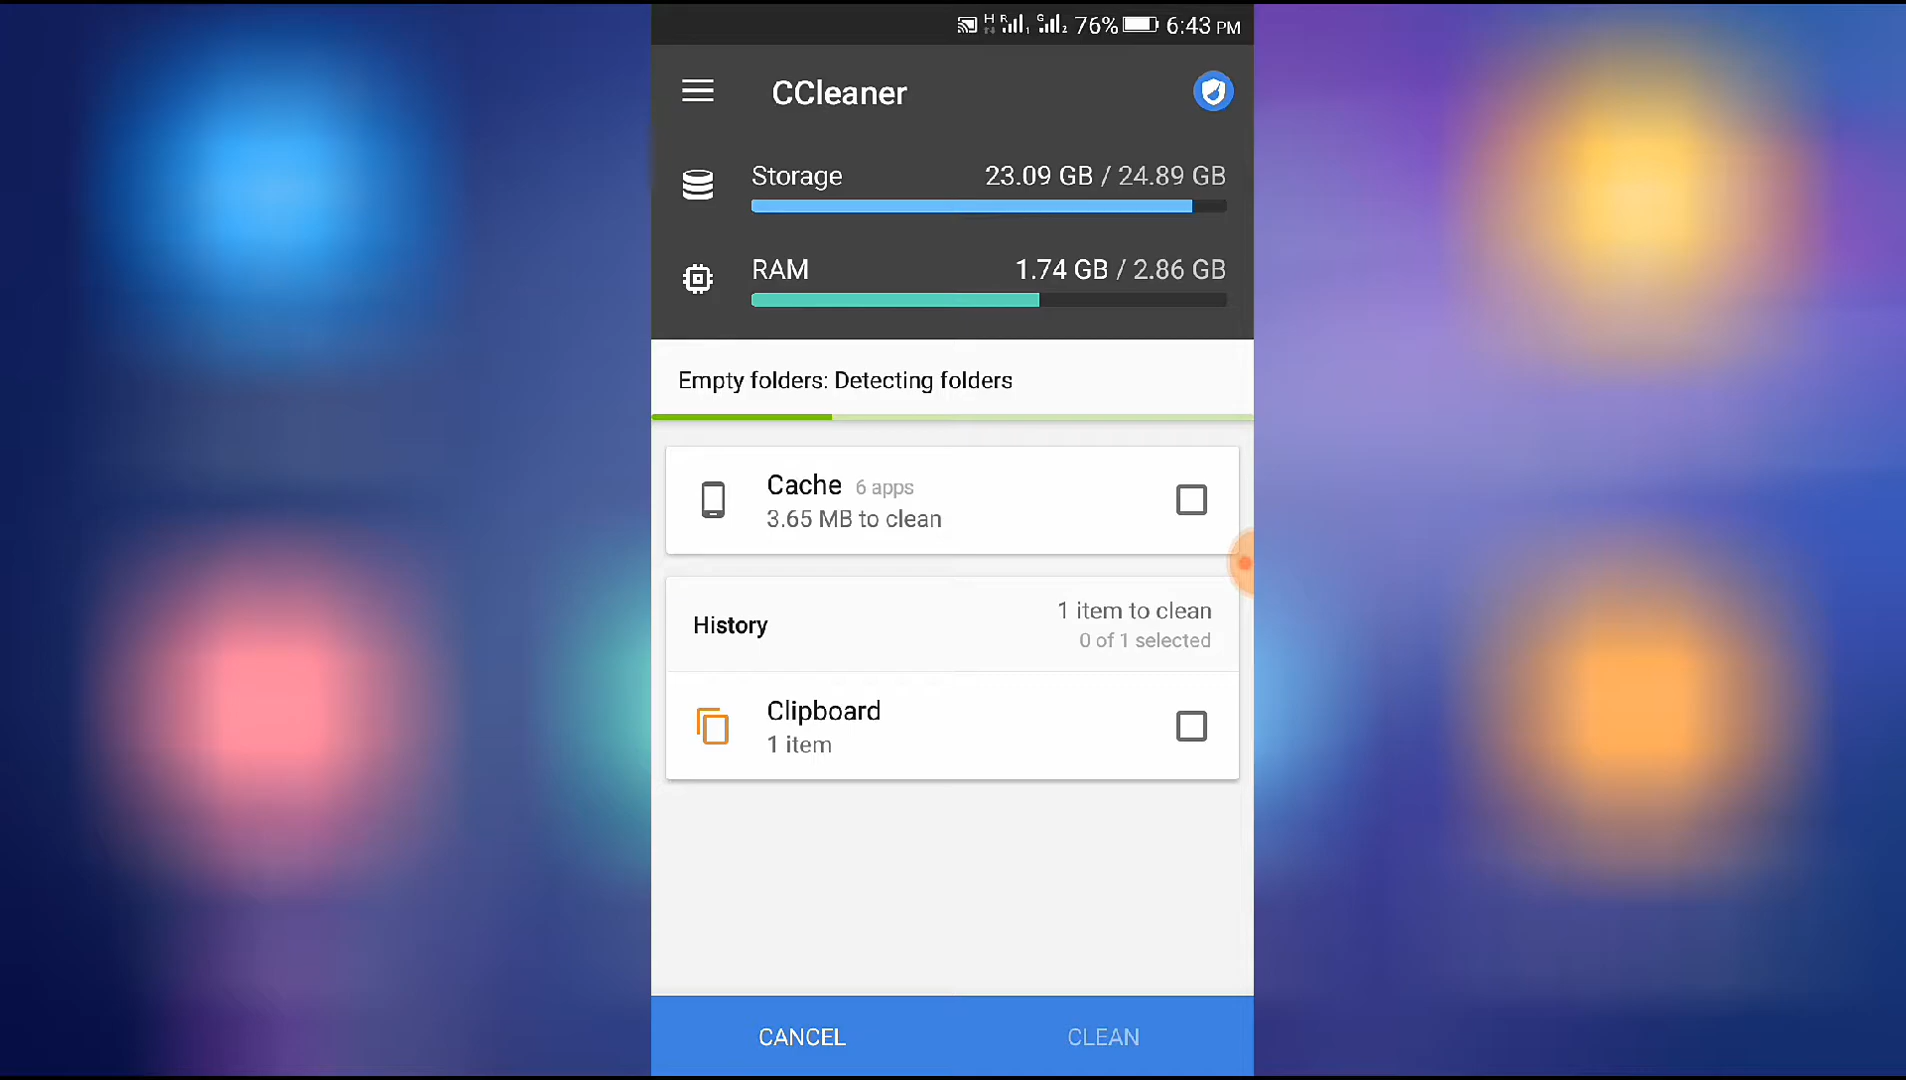 H R 1 G 2 76% 6:43 PM
CCleaner
Storage 23.09 GB / 24.89 GB
RAM 1.74 GB / 2.86 GB
Empty folders: Detecting folders
Cache 6 apps
3.65 MB to clean
1 item to clean
History
0 of 1 selected
Clipboard
1 item
CANCEL CLEAN